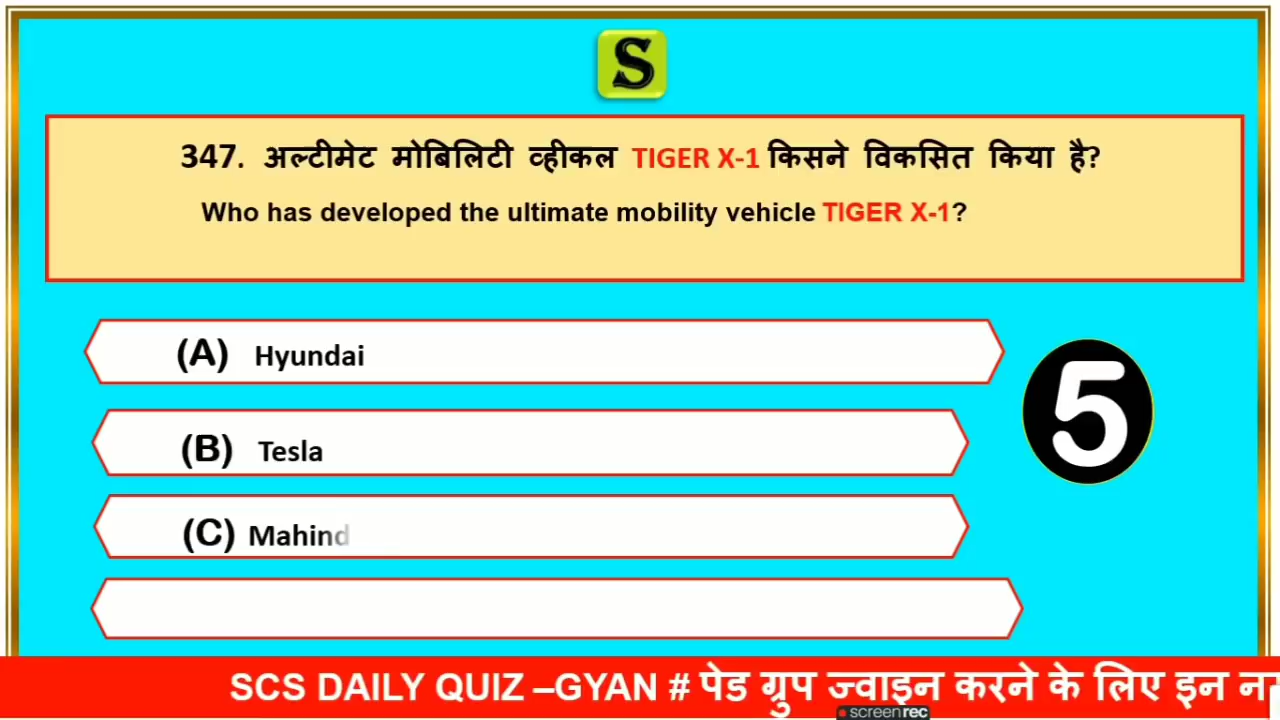 S
347. अल्टीमेट मोबिलिटी व्हीकल TIGER X-1 किसने विकसित किया है?
Who has developed the ultimate mobility vehicle TIGER X-1?
(A) Hyundai
5
(B) Tesla
(C) Mahind
SCS DAILY QUIZ –GYAN # पेड ग्रुप ज्वाइन करने के लिए इन
screenrec